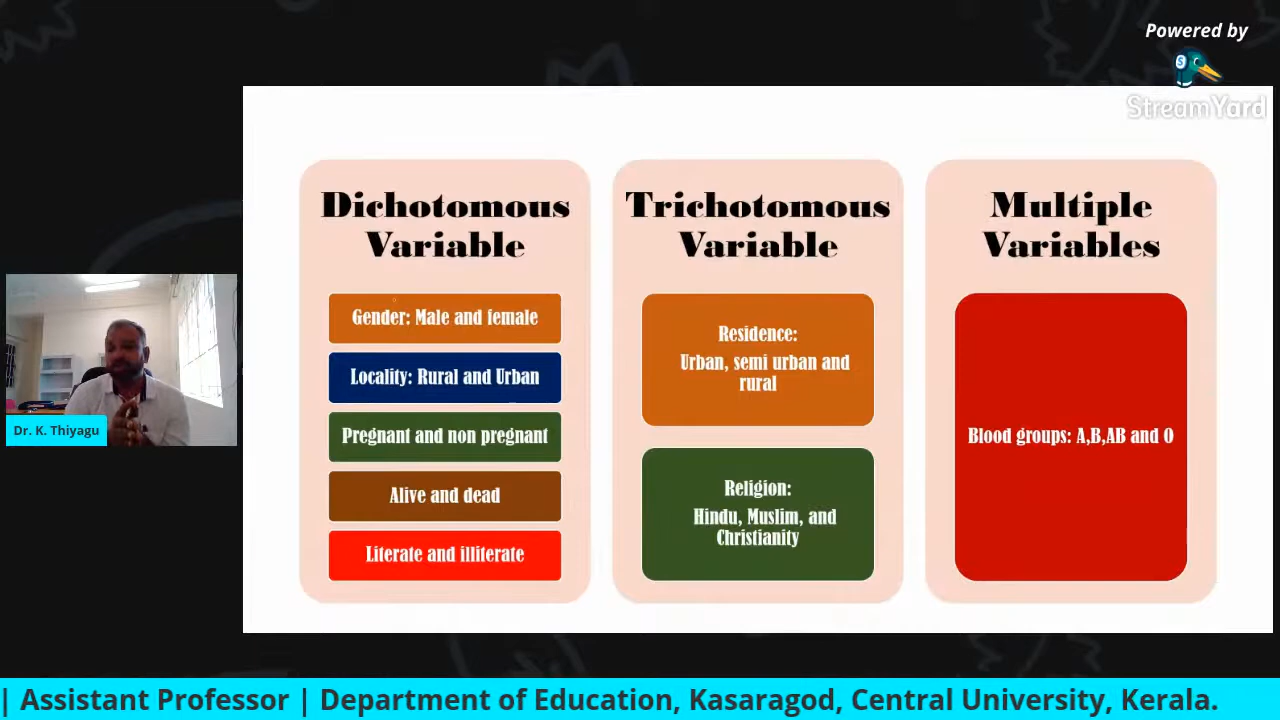 Powered by
StreamYard
Dichotomous
Variable
Gender: Male and female
Locality: Rural and Urban
Pregnant and non pregnant
Alive and dead
Literate and illiterate
Trichotomous
Variable
Residence:
Urban, semi urban and
rural
Religion:
Hindu, Muslim, and
Christianity
Multiple
Variables
Blood groups: A,B,AB and O
Dr. K. Thiyagu
| Assistant Professor | Department of Education, Kasaragod, Central University, Kerala.